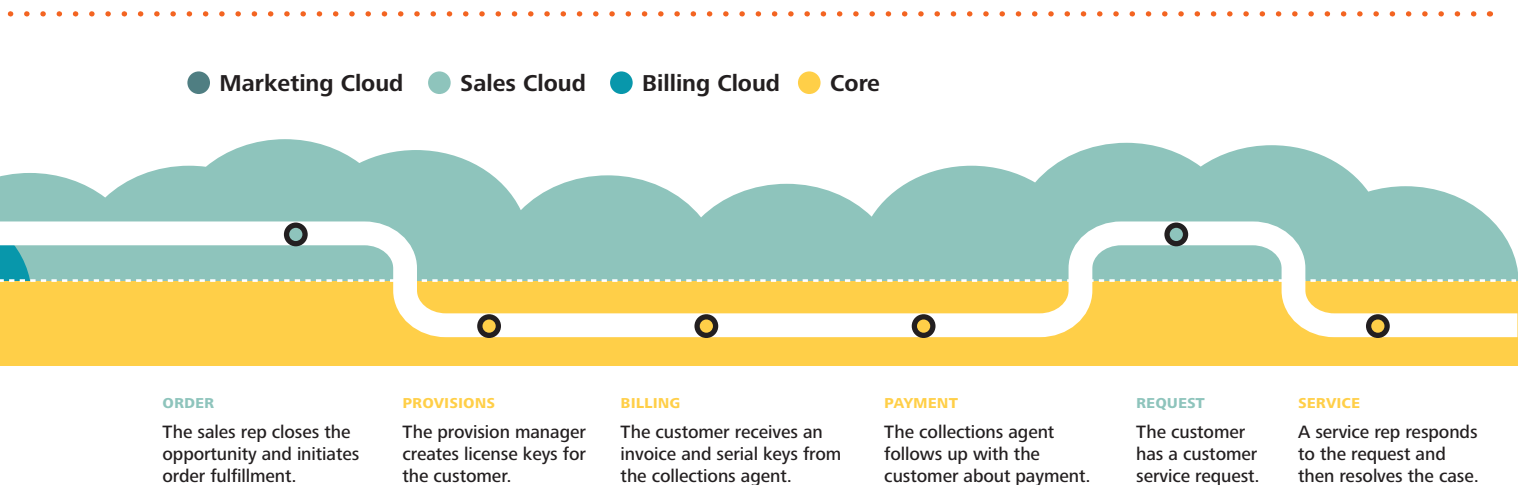 Marketing Cloud Sales Cloud Billing Cloud Core
ORDER
The sales rep closes the
opportunity and initiates
order fulfillment.
PROVISIONS
The provision manager
creates license keys for
the customer.
BILLING
The customer receives an
invoice and serial keys from
the collections agent.
PAYMENT
The collections agent
follows up with the
customer about payment.
REQUEST
The customer
has a customer
service request.
SERVICE
A service rep responds
to the request and
then resolves the case.